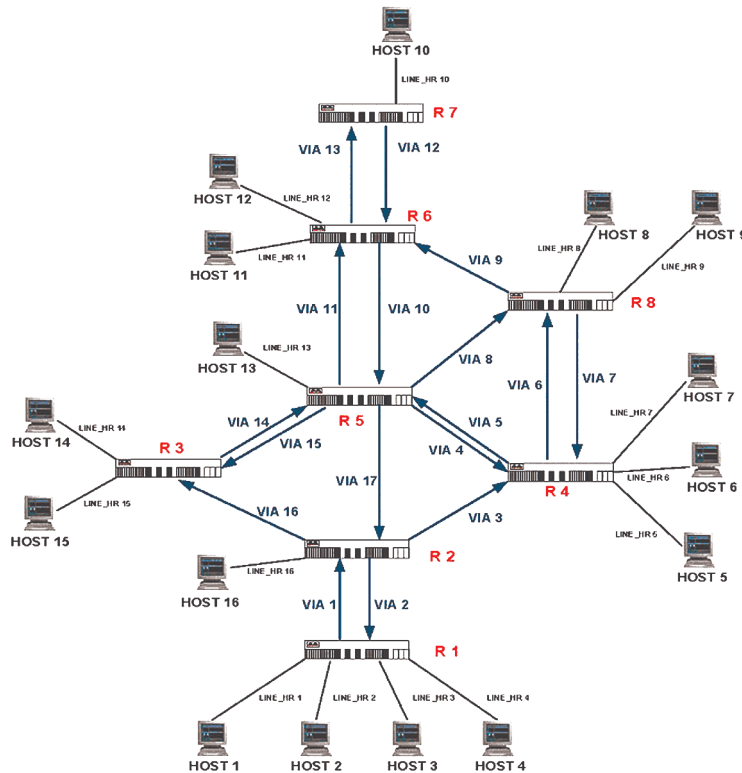 HOST 10
LINE_HR 10
R 7
VIA 13
VIA 12
HOST 12
LINE_HR 12
R 6
HOST 8
HOST 9
HOST 11
LINE_HR 11
LINE_HR 8
LINE_HR 9
VIA 9
R 8
VIA 11
VIA 10
HOST 13
LINE_HR 13
VIA 8
VIA 6
VIA 7
HOST 7
LINE_HR 7
HOST 14
LINE_HR 14
VIA 14
R 5
VIA 5
R 3
VIA 15
VIA 4
R 4
HOST 6
LINE_HR 6
VIA 17
HOST 15
LINE_HR 15
VIA 16
VIA 3
LINE_HR 5
HOST 5
R 2
HOST 16
LINE_HR 16
VIA 1
VIA 2
R 1
LINE_HR 1
LINE_HR 2
LINE_HR 3
LINE_HR 4
HOST 1
HOST 2
HOST 3
HOST 4